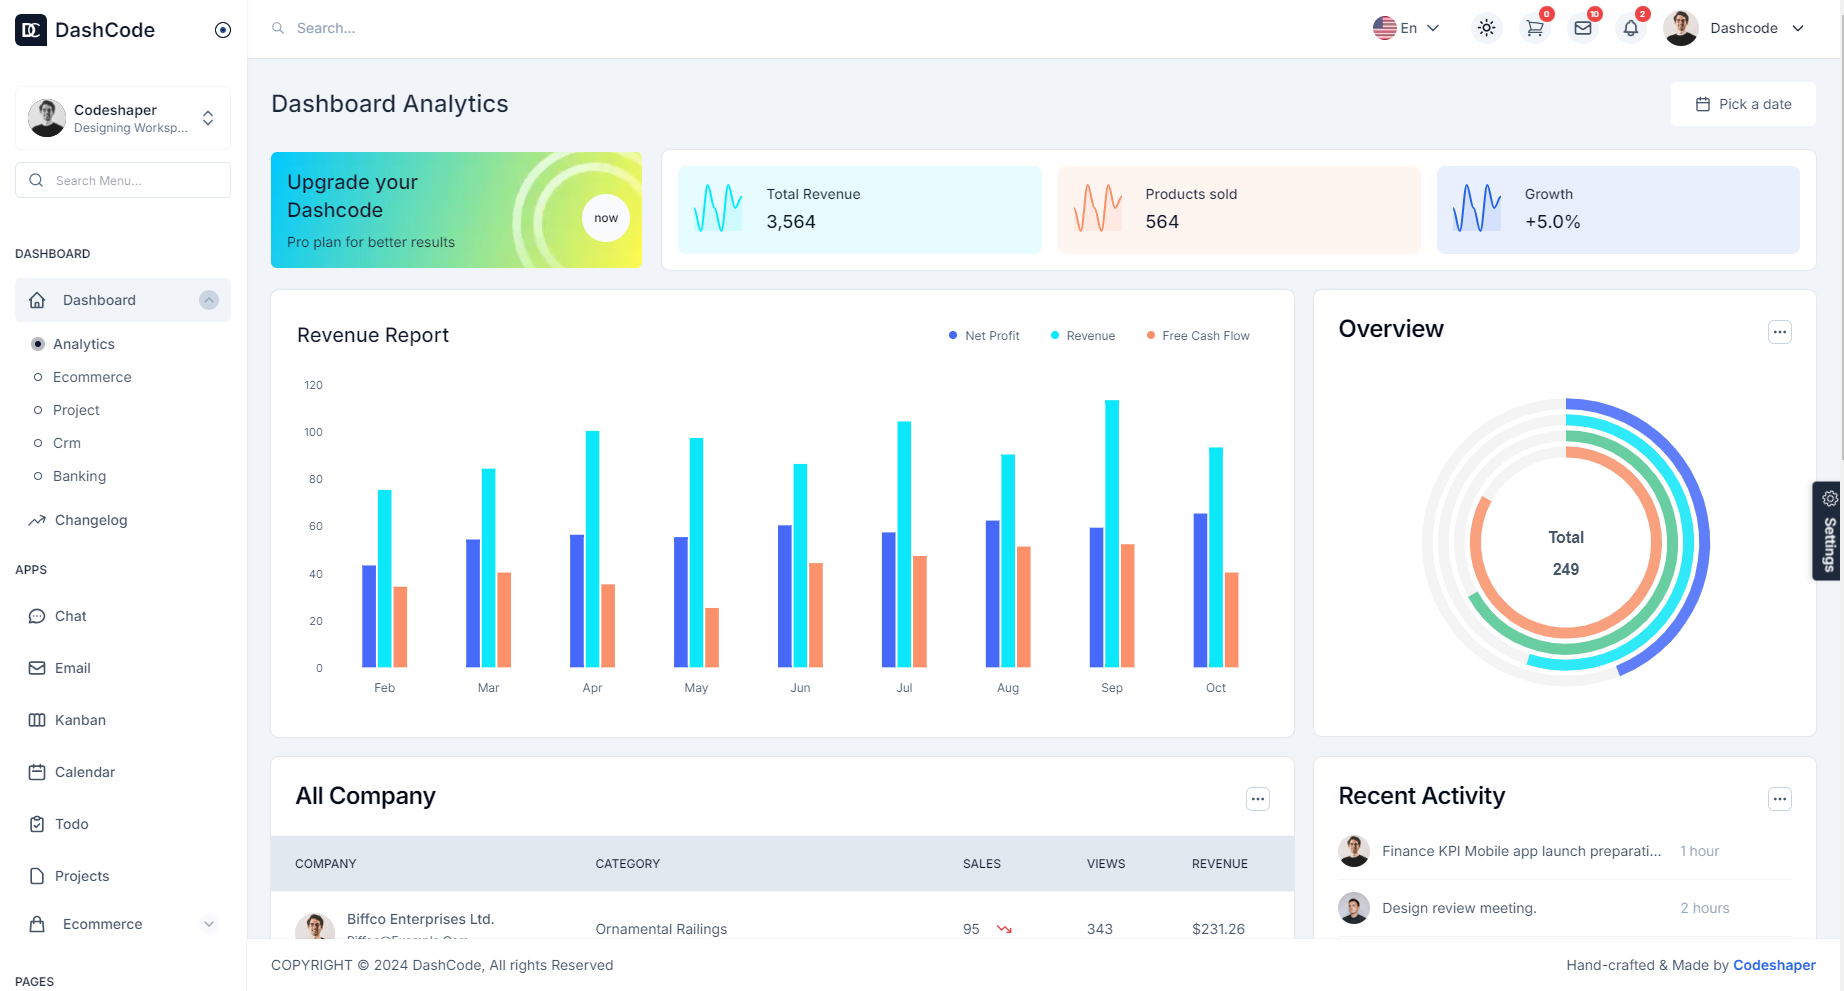 DC DashCode
Search...
En
0
10
2
Dashcode
Codeshaper
Designing Worksp...
Search Menu...
DASHBOARD
Dashboard
Analytics
Ecommerce
Project
Crm
Banking
Changelog
APPS
Chat
Email
Kanban
Calendar
Todo
Projects
Ecommerce
PAGES
Dashboard Analytics
Pick a date
Upgrade your
Dashcode
Pro plan for better results
now
Total Revenue
3,564
Products sold
564
Growth
+5.0%
Revenue Report
Net Profit Revenue Free Cash Flow
120
100
80
60
40
20
0
Feb Mar Apr May Jun Jul Aug Sep Oct
Overview
Total
249
Settings
All Company
COMPANY CATEGORY SALES VIEWS REVENUE
Biffco Enterprises Ltd.
Biffco@Example.Com
Ornamental Railings 95 343 $231.26
Recent Activity
Finance KPI Mobile app launch preparati... 1 hour
Design review meeting. 2 hours
COPYRIGHT © 2024 DashCode, All rights Reserved
Hand-crafted & Made by Codeshaper